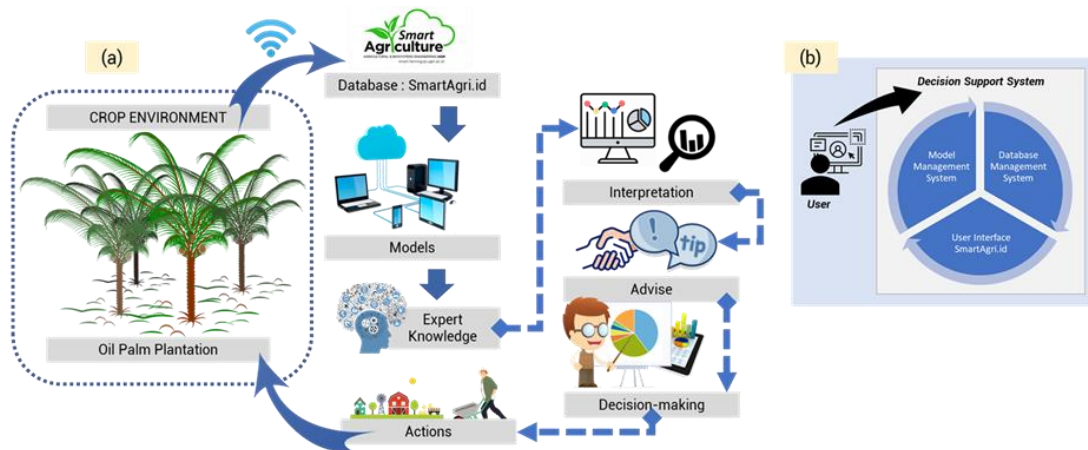 (a)
Smart
Agriculture
Database : SmartAgri.id
CROP ENVIRONMENT
Oil Palm Plantation
Models
Expert
Knowledge
Actions
Interpretation
!
tip
Advise
Decision-making
(b)
Decision Support System
User
Model
Management
System
Database
Management
System
User Interface
SmartAgri.id